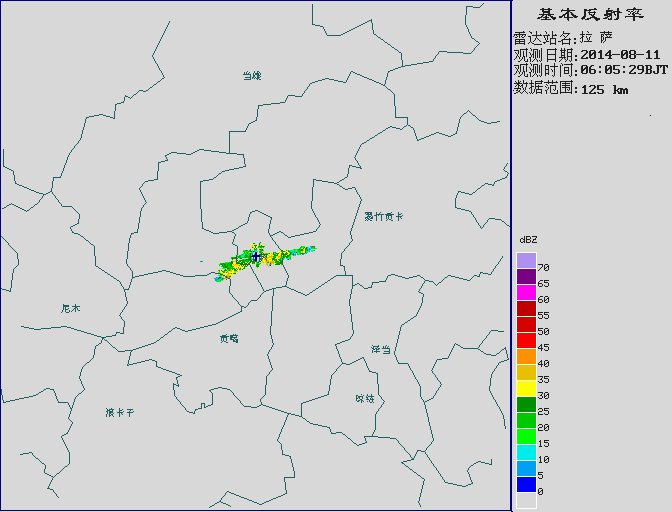 基本反射率
雷达站名:拉 萨
观测日期:2014-08-11
观测时间:06:05:29BJT
数据范围:125 km
当雄
墨竹贡卡
尼木
贡嘎
泽当
琼结
浪卡子
dBZ
70
65
60
55
50
45
40
35
30
25
20
15
10
5
0